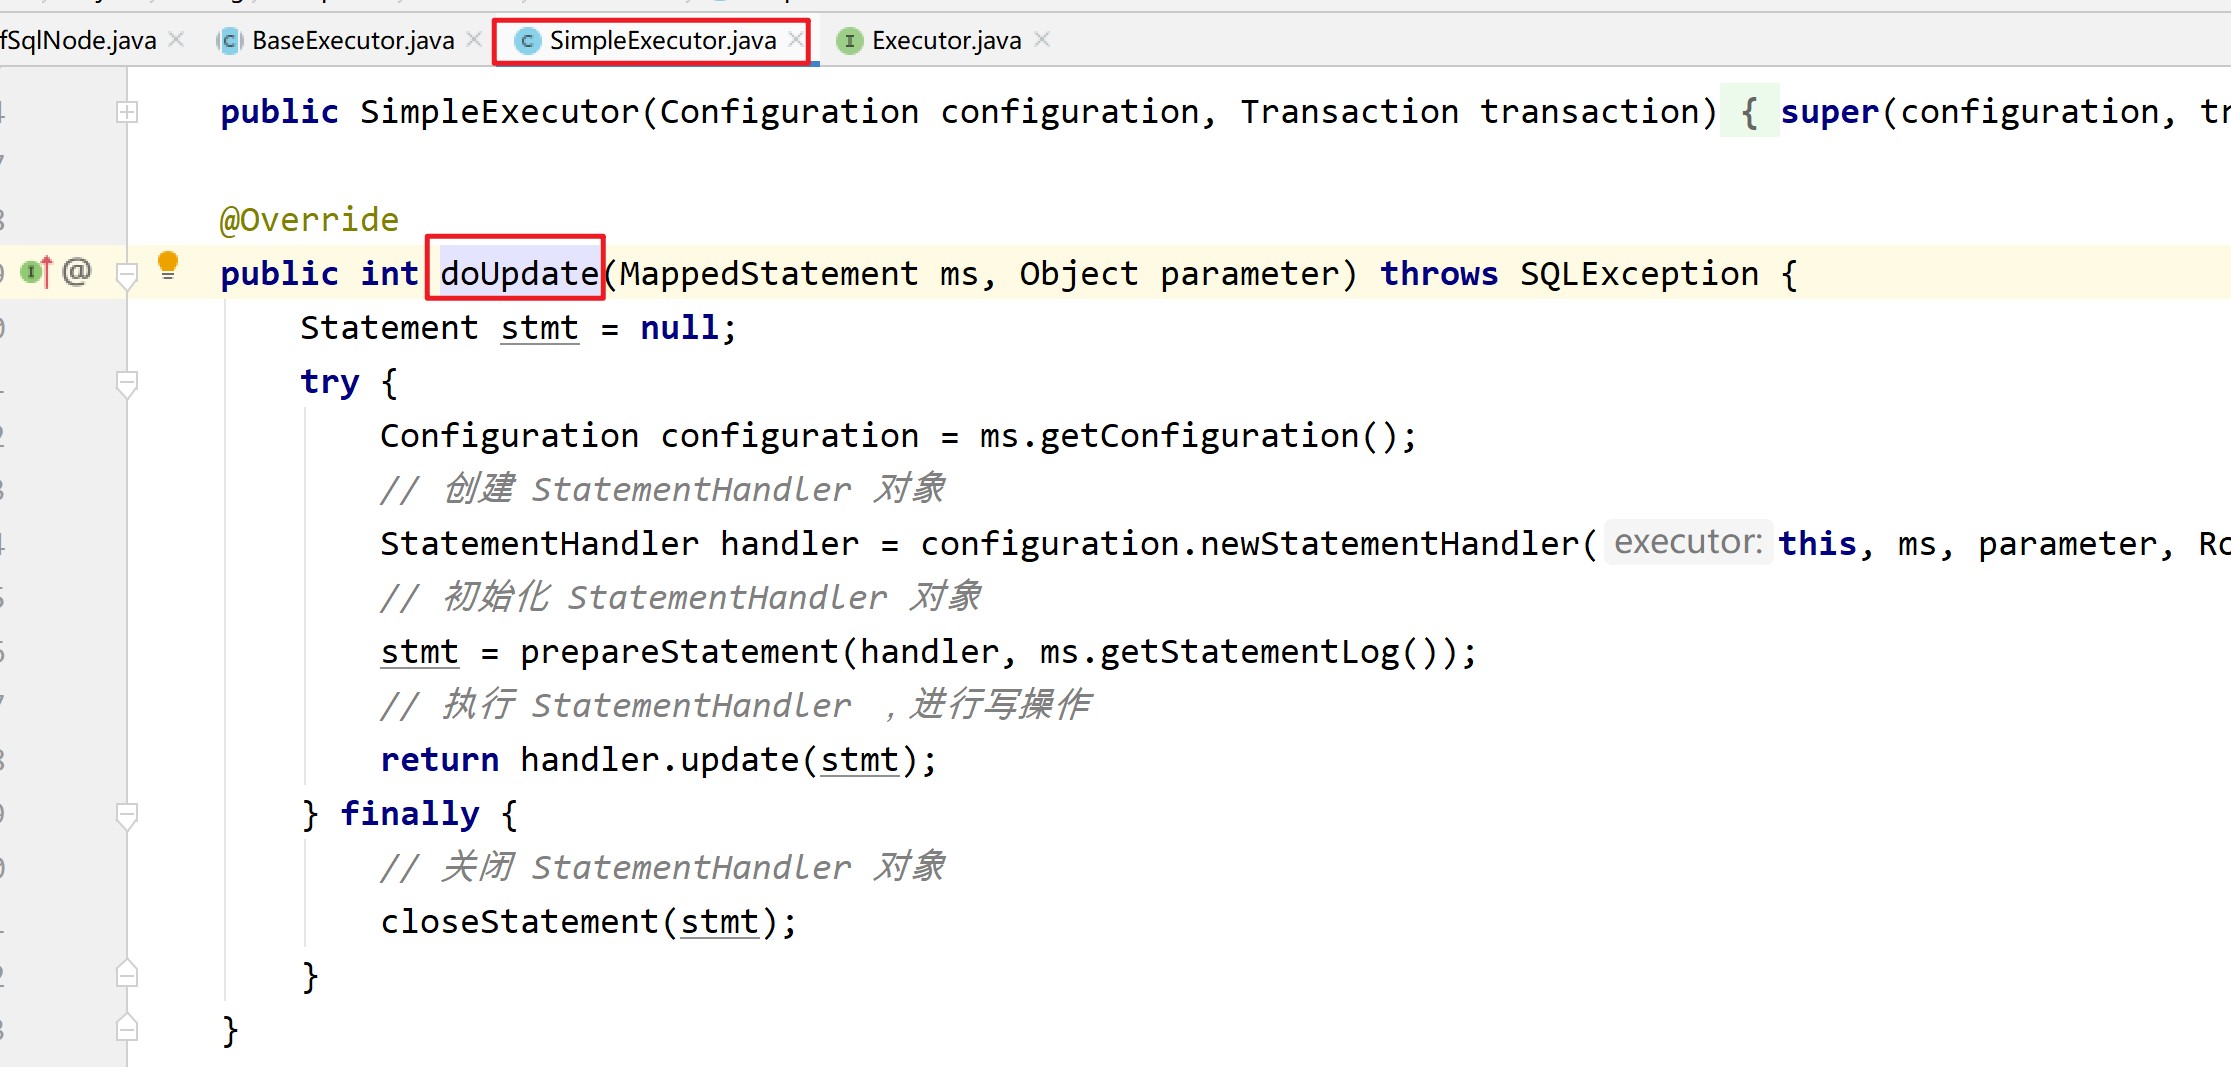 fSqlNode.java BaseExecutor.java SimpleExecutor.java Executor.java
public SimpleExecutor(Configuration configuration, Transaction transaction) { super(configuration, tr
@Override
public int doUpdate(MappedStatement ms, Object parameter) throws SQLException {
Statement stmt = null;
try {
Configuration configuration = ms.getConfiguration();
// 创建 StatementHandler 对象
StatementHandler handler = configuration.newStatementHandler( executor: this, ms, parameter, Ro
// 初始化 StatementHandler 对象
stmt = prepareStatement(handler, ms.getStatementLog());
// 执行 StatementHandler ，进行写操作
return handler.update(stmt);
} finally {
// 关闭 StatementHandler 对象
closeStatement(stmt);
}
}